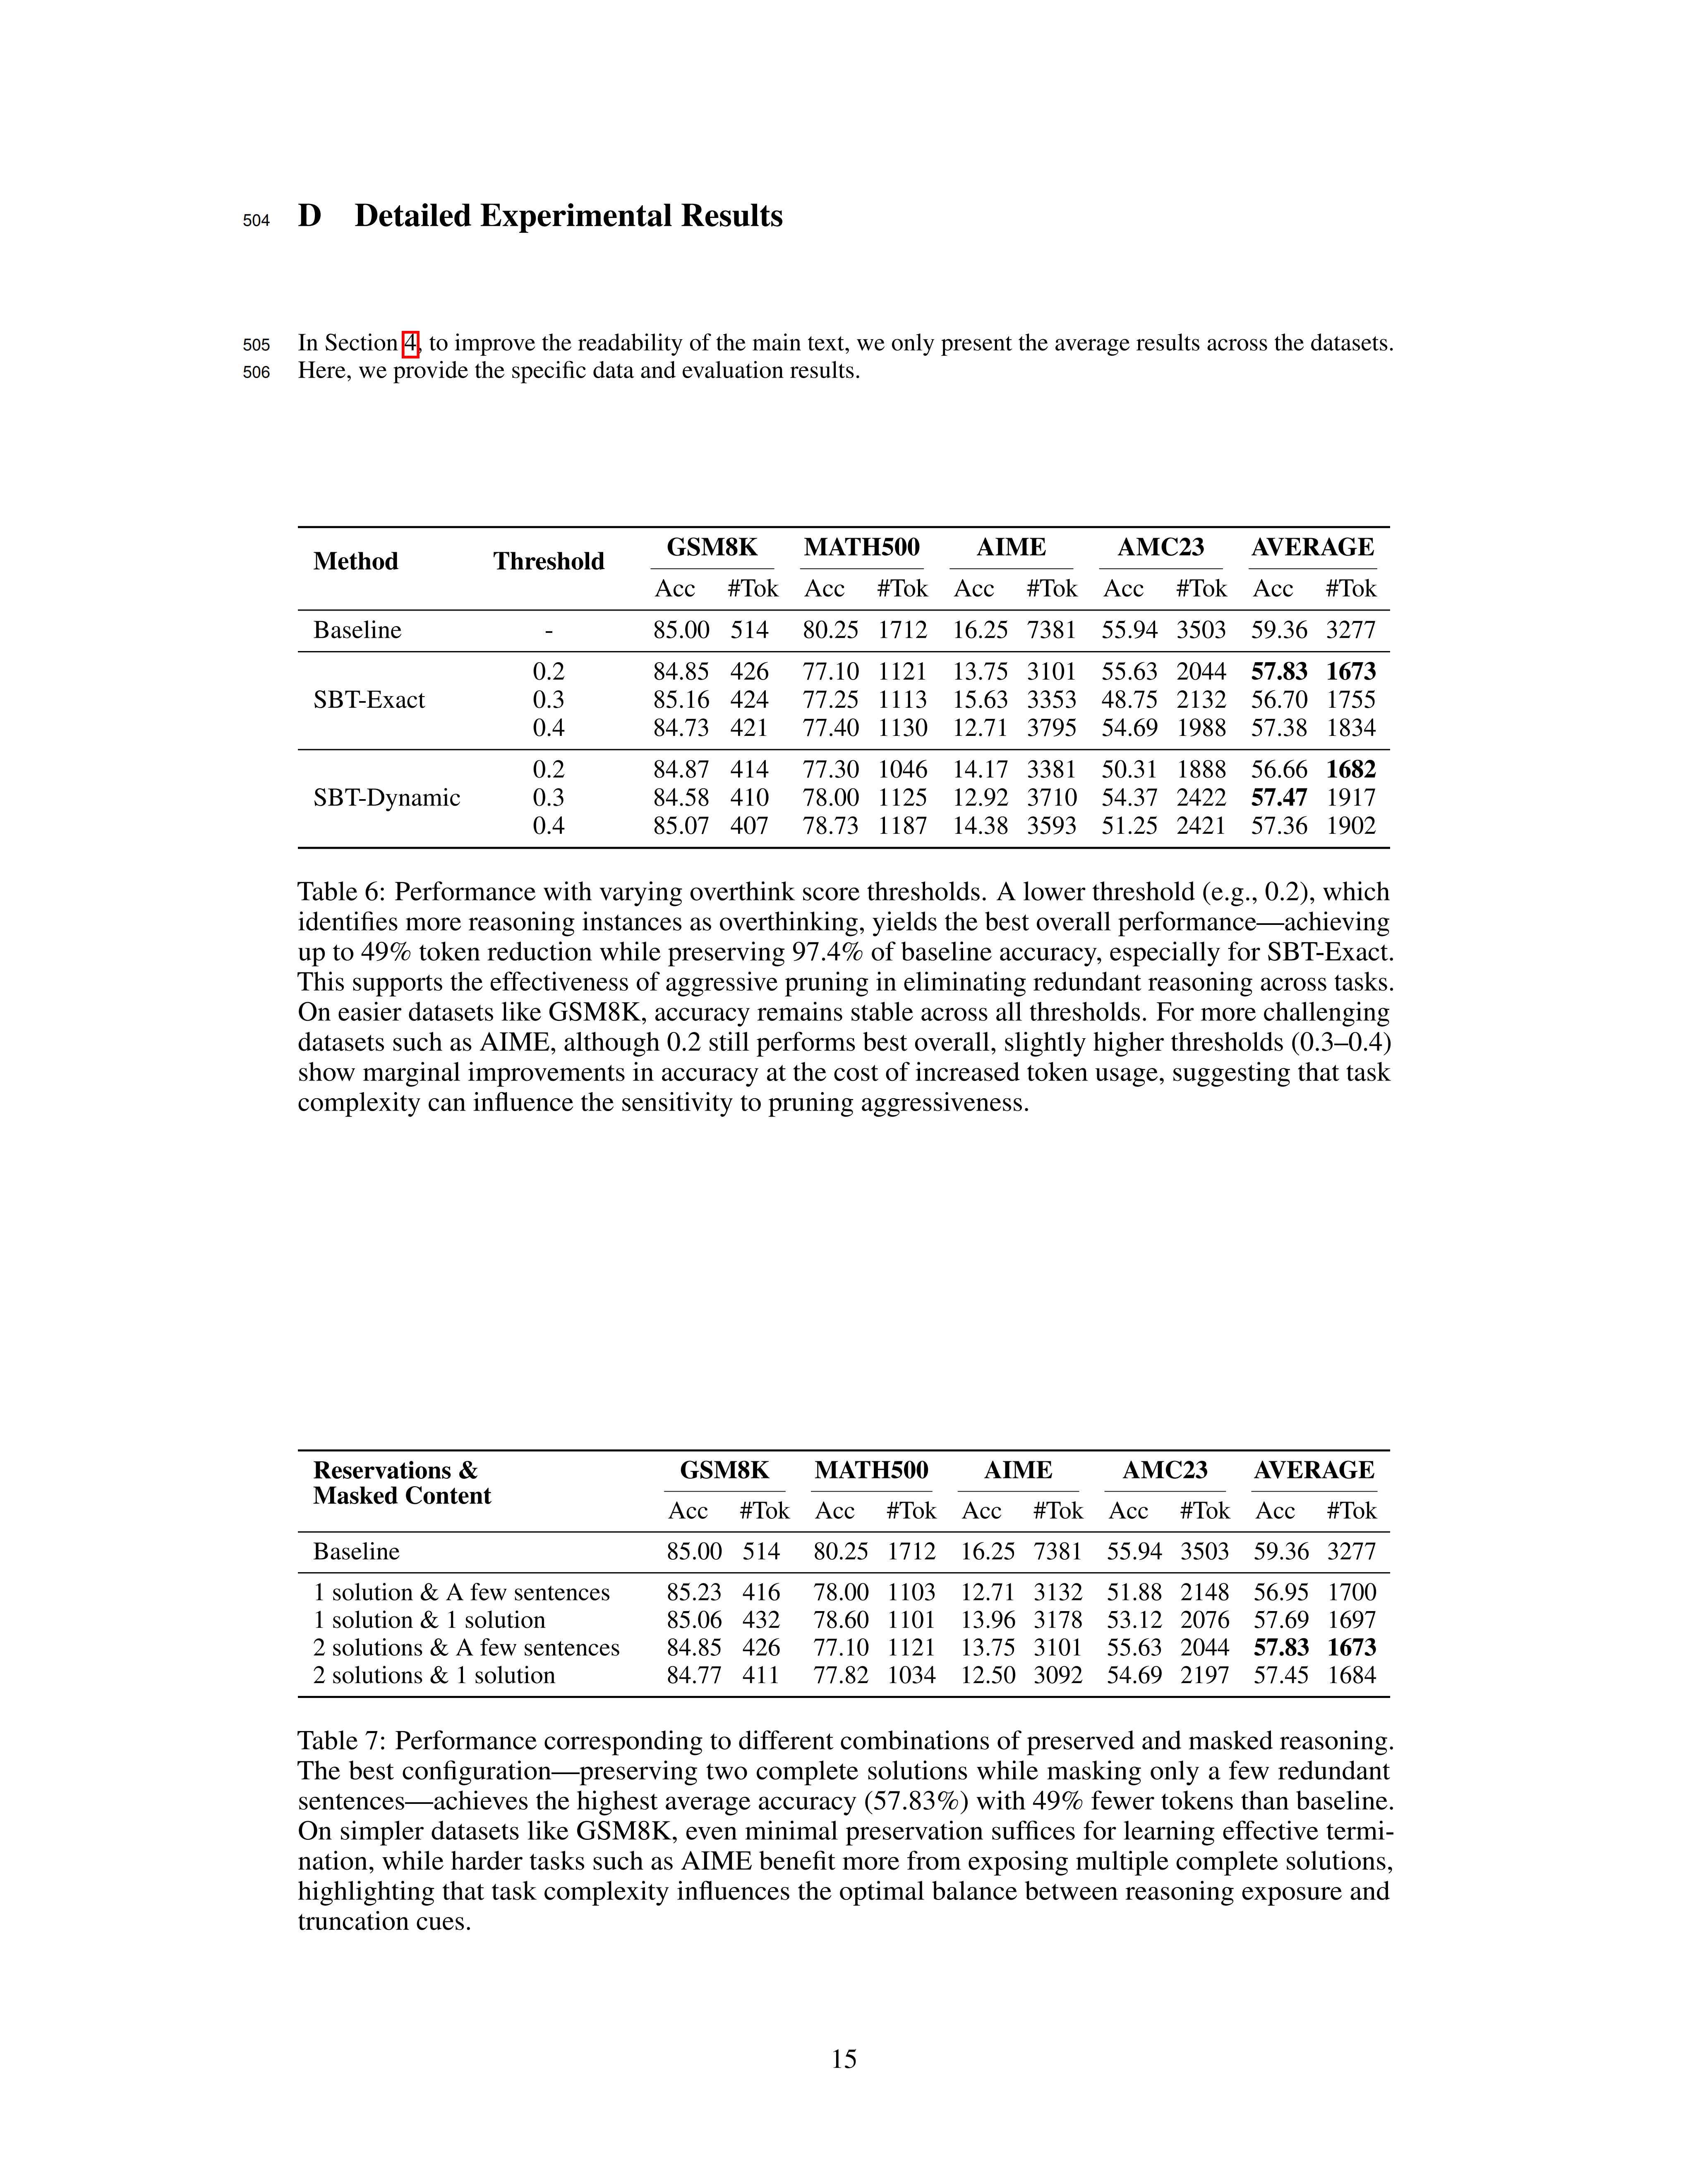 504 D Detailed Experimental Results
505 In Section 4, to improve the readability of the main text, we only present the average results across the datasets.
506 Here, we provide the specific data and evaluation results.
Method Threshold GSM8K MATH500 AIME AMC23 AVERAGE
Acc #Tok Acc #Tok Acc #Tok Acc #Tok Acc #Tok
Baseline - 85.00 514 80.25 1712 16.25 7381 55.94 3503 59.36 3277
SBT-Exact
0.2 84.85 426 77.10 1121 13.75 3101 55.63 2044 57.83 1673
0.3 85.16 424 77.25 1113 15.63 3353 48.75 2132 56.70 1755
0.4 84.73 421 77.40 1130 12.71 3795 54.69 1988 57.38 1834
SBT-Dynamic
0.2 84.87 414 77.30 1046 14.17 3381 50.31 1888 56.66 1682
0.3 84.58 410 78.00 1125 12.92 3710 54.37 2422 57.47 1917
0.4 85.07 407 78.73 1187 14.38 3593 51.25 2421 57.36 1902
Table 6: Performance with varying overthink score thresholds. A lower threshold (e.g., 0.2), which
identifies more reasoning instances as overthinking, yields the best overall performance—achieving
up to 49% token reduction while preserving 97.4% of baseline accuracy, especially for SBT-Exact.
This supports the effectiveness of aggressive pruning in eliminating redundant reasoning across tasks.
On easier datasets like GSM8K, accuracy remains stable across all thresholds. For more challenging
datasets such as AIME, although 0.2 still performs best overall, slightly higher thresholds (0.3–0.4)
show marginal improvements in accuracy at the cost of increased token usage, suggesting that task
complexity can influence the sensitivity to pruning aggressiveness.
Reservations &
Masked Content
GSM8K MATH500 AIME AMC23 AVERAGE
Acc #Tok Acc #Tok Acc #Tok Acc #Tok Acc #Tok
Baseline 85.00 514 80.25 1712 16.25 7381 55.94 3503 59.36 3277
1 solution & A few sentences 85.23 416 78.00 1103 12.71 3132 51.88 2148 56.95 1700
1 solution & 1 solution 85.06 432 78.60 1101 13.96 3178 53.12 2076 57.69 1697
2 solutions & A few sentences 84.85 426 77.10 1121 13.75 3101 55.63 2044 57.83 1673
2 solutions & 1 solution 84.77 411 77.82 1034 12.50 3092 54.69 2197 57.45 1684
Table 7: Performance corresponding to different combinations of preserved and masked reasoning.
The best configuration—preserving two complete solutions while masking only a few redundant
sentences—achieves the highest average accuracy (57.83%) with 49% fewer tokens than baseline.
On simpler datasets like GSM8K, even minimal preservation suffices for learning effective termi-
nation, while harder tasks such as AIME benefit more from exposing multiple complete solutions,
highlighting that task complexity influences the optimal balance between reasoning exposure and
truncation cues.
15